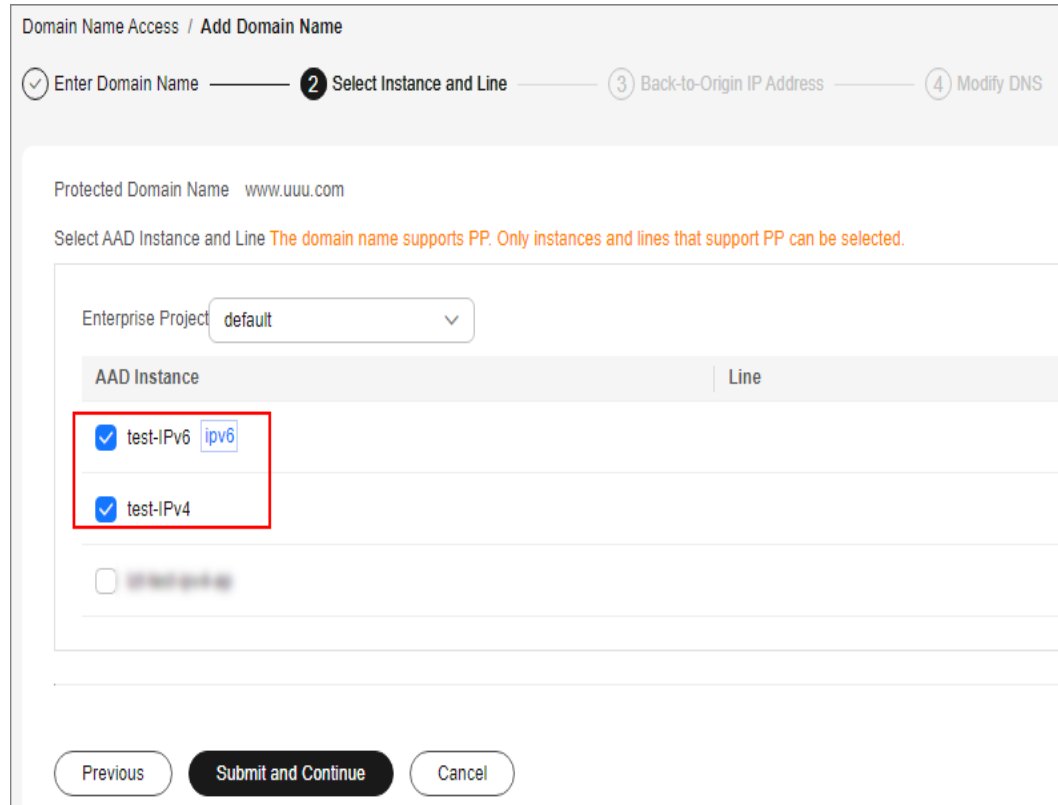 Domain Name Access / Add Domain Name
Enter Domain Name 2 Select Instance and Line 3 Back-to-Origin IP Address 4 Modify DNS
Protected Domain Name www.uuu.com
Select AAD Instance and Line The domain name supports PP. Only instances and lines that support PP can be selected.
Enterprise Project default
AAD Instance Line
test-IPv6 ipv6
test-IPv4
Previous Submit and Continue Cancel